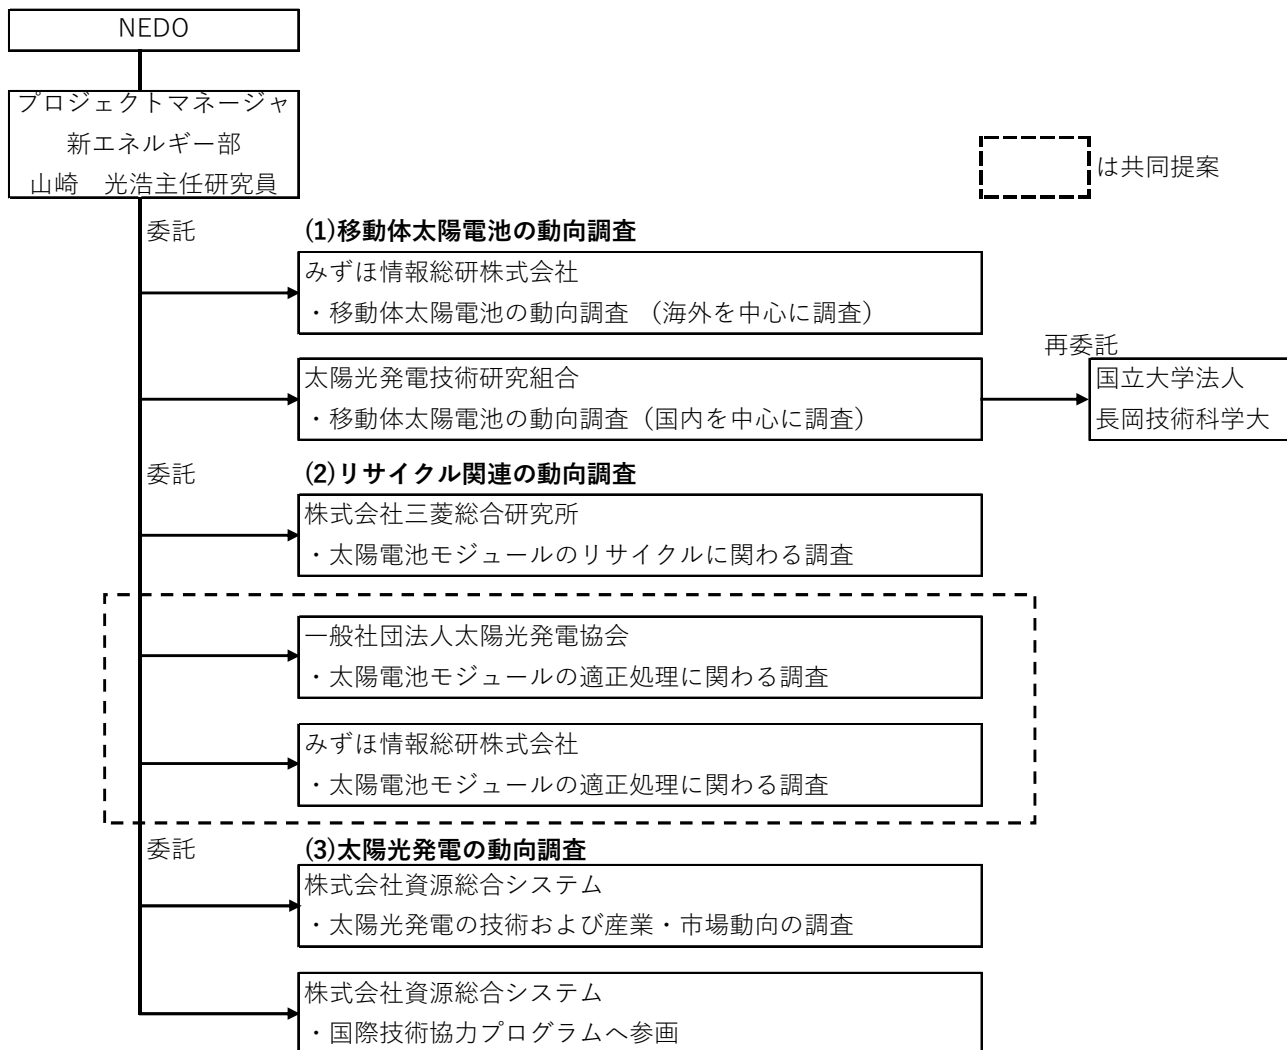 NEDO
プロジェクトマネージャ
新エネルギー部
山崎　光浩主任研究員
は共同提案
委託
(1)移動体太陽電池の動向調査
みずほ情報総研株式会社
・移動体太陽電池の動向調査 （海外を中心に調査）
再委託
太陽光発電技術研究組合
・移動体太陽電池の動向調査（国内を中心に調査）
国立大学法人
長岡技術科学大
委託
(2)リサイクル関連の動向調査
株式会社三菱総合研究所
・太陽電池モジュールのリサイクルに関わる調査
一般社団法人太陽光発電協会
・太陽電池モジュールの適正処理に関わる調査
みずほ情報総研株式会社
・太陽電池モジュールの適正処理に関わる調査
委託
(3)太陽光発電の動向調査
株式会社資源総合システム
・太陽光発電の技術および産業・市場動向の調査
株式会社資源総合システム
・国際技術協力プログラムへ参画